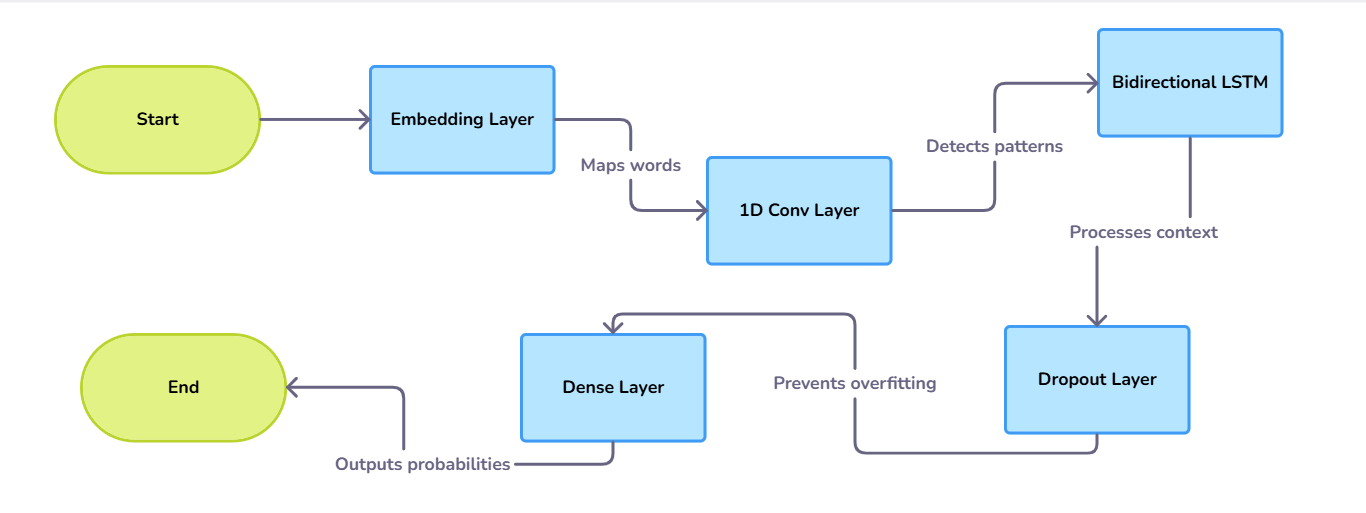 Start
Embedding Layer
Maps words
1D Conv Layer
Detects patterns
Bidirectional LSTM
Processes context
Dropout Layer
Prevents overfitting
Dense Layer
Outputs probabilities
End